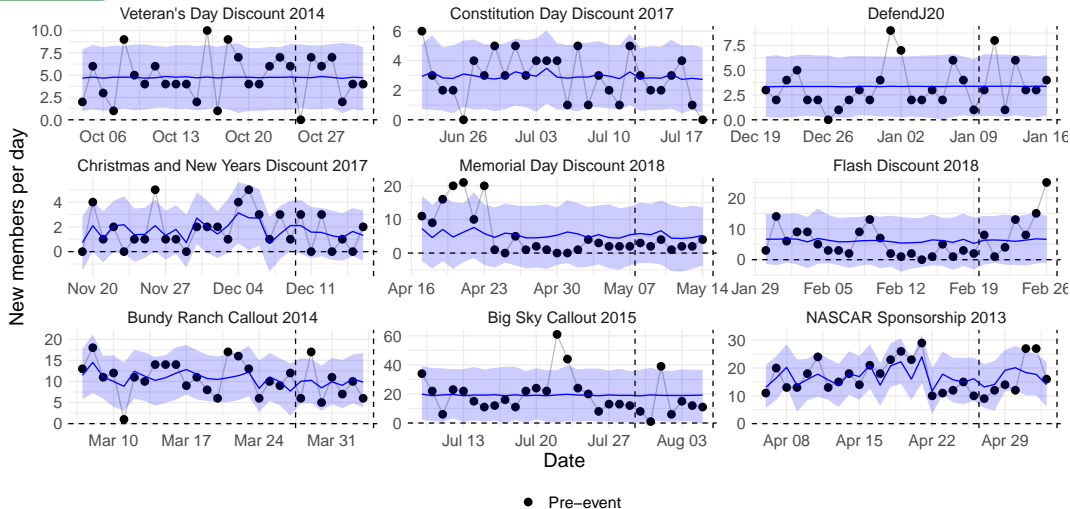 Veteran's Day Discount 2014 Constitution Day Discount 2017 DefendJ20
10.0 7.5 5.0 2.5 0.0
6 4 2 0
7.5 5.0 2.5 0.0
Oct 06 Oct 13 Oct 20 Oct 27 Jun 26 Jul 03 Jul 10 Jul 17 Dec 19 Dec 26 Jan 02 Jan 09 Jan 16
Christmas and New Years Discount 2017 Memorial Day Discount 2018 Flash Discount 2018
4 2 0
20 10 0
20 10 0
Nov 20 Nov 27 Dec 04 Dec 11 Apr 16 Apr 23 Apr 30 May 07 May 14 Jan 29 Feb 05 Feb 12 Feb 19 Feb 26
Bundy Ranch Callout 2014 Big Sky Callout 2015 NASCAR Sponsorship 2013
20 15 10 5 0
60 40 20 0
30 20 10 0
Mar 10 Mar 17 Mar 24 Mar 31 Jul 13 Jul 20 Jul 27 Aug 03 Apr 08 Apr 15 Apr 22 Apr 29
New members per day
Date
Pre−event